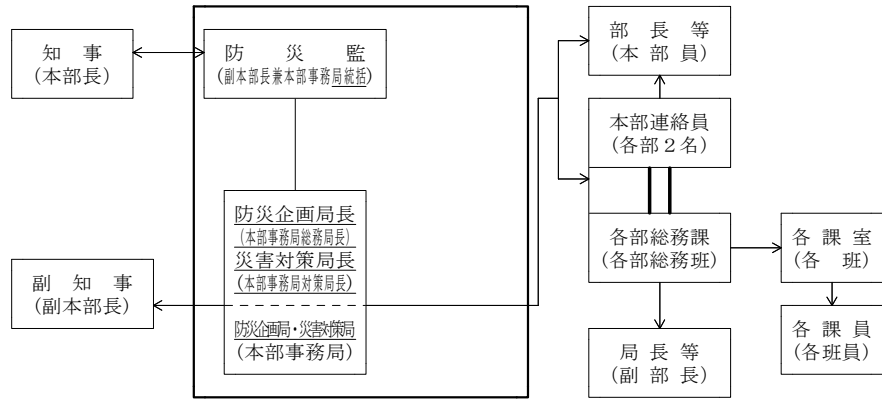 知事
(本部長)
防災監
(副本部長兼本部事務局統括)
部長等
(本部員)
本部連絡員
(各部２名)
防災企画局長
(本部事務局総務局長)
災害対策局長
(本部事務局対策局長)
防災企画局・災害対策局
(本部事務局)
副知事
(副本部長)
各部総務課
(各部総務班)
各課室
(各班)
局長等
(副部長)
各課員
(各班員)